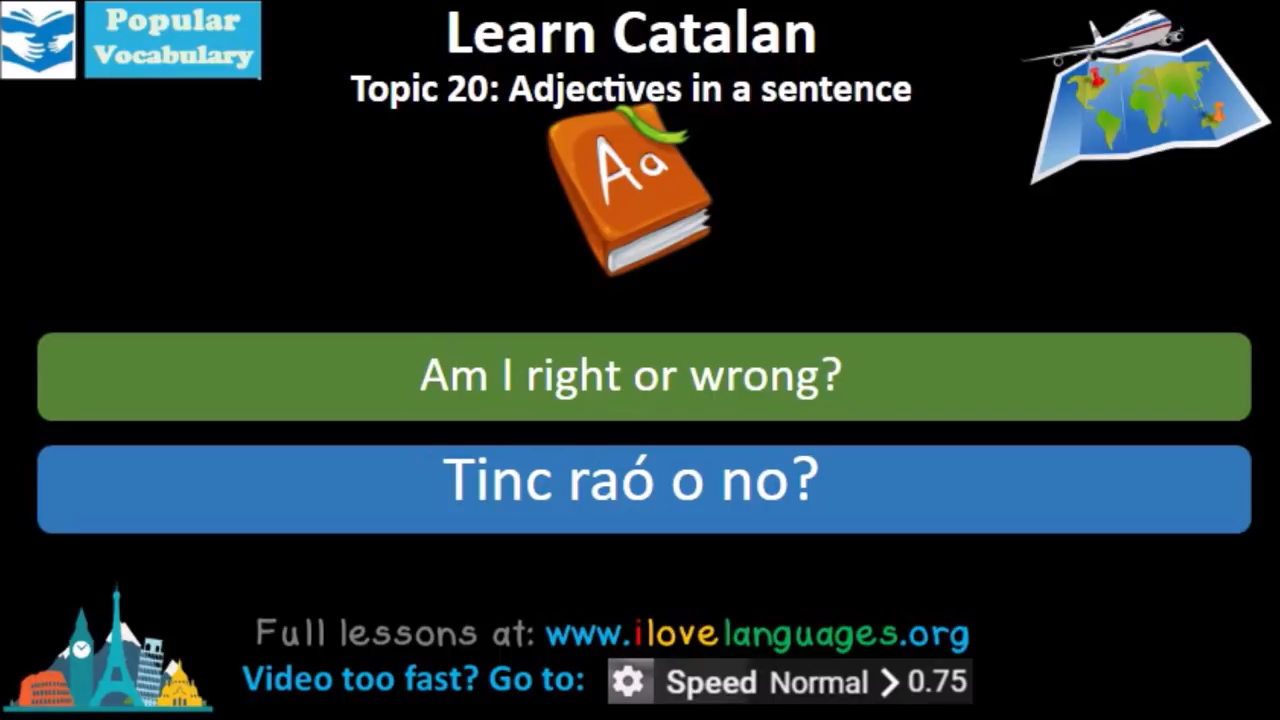 Popular
Vocabulary
Learn Catalan
Topic 20: Adjectives in a sentence
Aa
Am I right or wrong?
Tinc raó o no?
Full lessons at: www.ilovelanguages.org
Video too fast? Go to: Speed Normal > 0.75